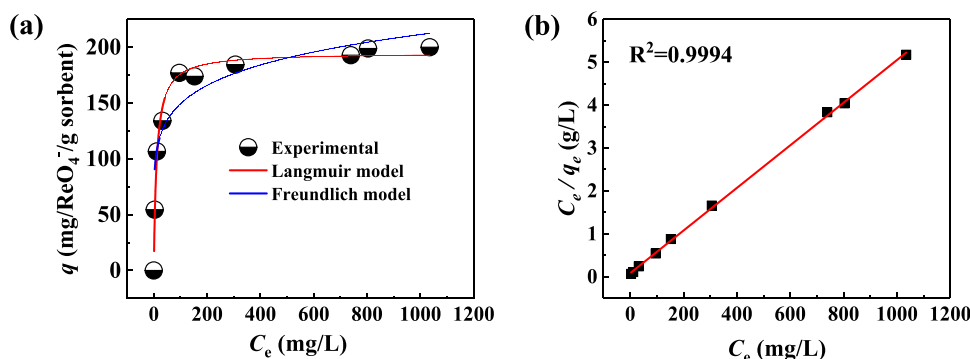 (a)
q (mg/ReO₄⁻/g sorbent)
200
150
100
50
0
Experimental
Langmuir model
Freundlich model
0 200 400 600 800 1000 1200
Cₑ (mg/L)
(b)
Cₑ / qₑ (g/L)
6
5
4
3
2
1
0
R²=0.9994
0 200 400 600 800 1000 1200
Cₑ (mg/L)